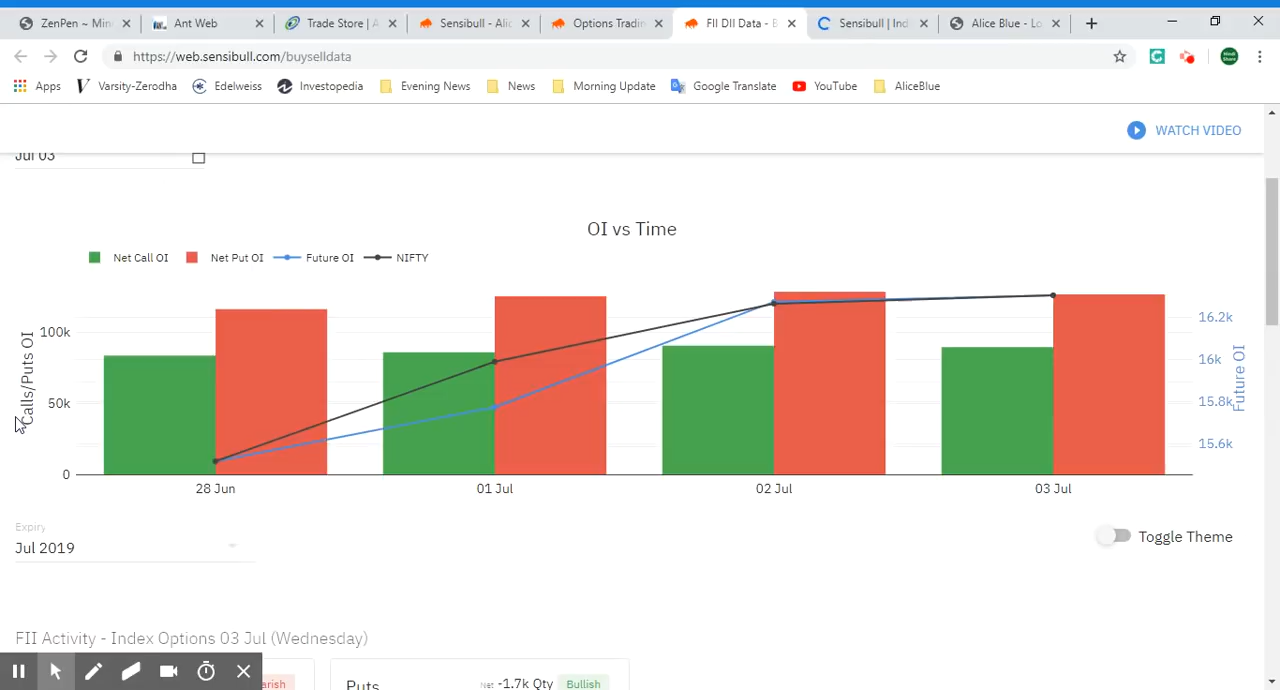 ZenPen ~ Min
Ant Web
Trade Store | A
Sensibull - Alic
Options Tradin
FII DII Data - B
Sensibull | Ind
Alice Blue - Lo
https://web.sensibull.com/buyselldata
Hindi Share
Apps
Varsity-Zerodha
Edelweiss
Investopedia
Evening News
News
Morning Update
Google Translate
YouTube
AliceBlue
WATCH VIDEO
Jul 03
OI vs Time
Net Call OI
Net Put OI
Future OI
NIFTY
Calls/Puts OI
100k
50k
0
16.2k
16k
15.8k
15.6k
Future OI
28 Jun
01 Jul
02 Jul
03 Jul
Expiry
Jul 2019
Toggle Theme
FII Activity - Index Options 03 Jul (Wednesday)
arish
Puts
Net -1.7k Qty
Bullish